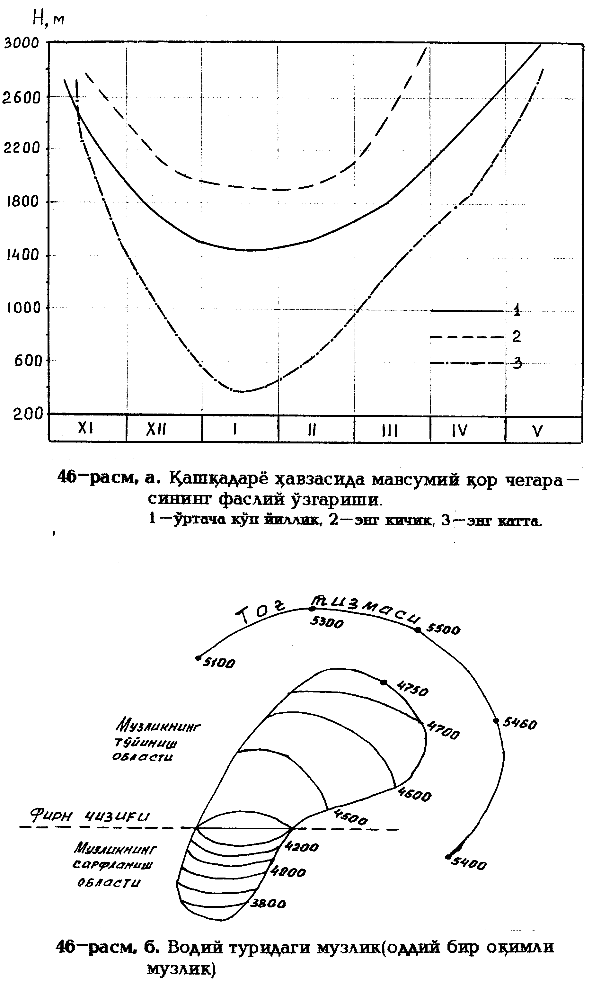 Н, м
3000
2600
2200
1800
1400
1000
600
200
1
2
3
XI XII I II III IV V
46—расм, а. Қашқадарё ҳавзасида мавсумий қор чегара—
сининг фаслий ўзгариши.
1—ўртача кўп йиллик, 2—энг кичик, 3—энг катта.
Тоғ тизмаси
5300
5500
5100
4750
5460
4700
Музликнинг
тўйиниш
области
4600
4500
Фирн чизиғи
4200
Музликнинг
сарфланиш
области
4000
5400
3800
46—расм, б. Водий туридаги музлик(оддий бир оқимли
музлик)